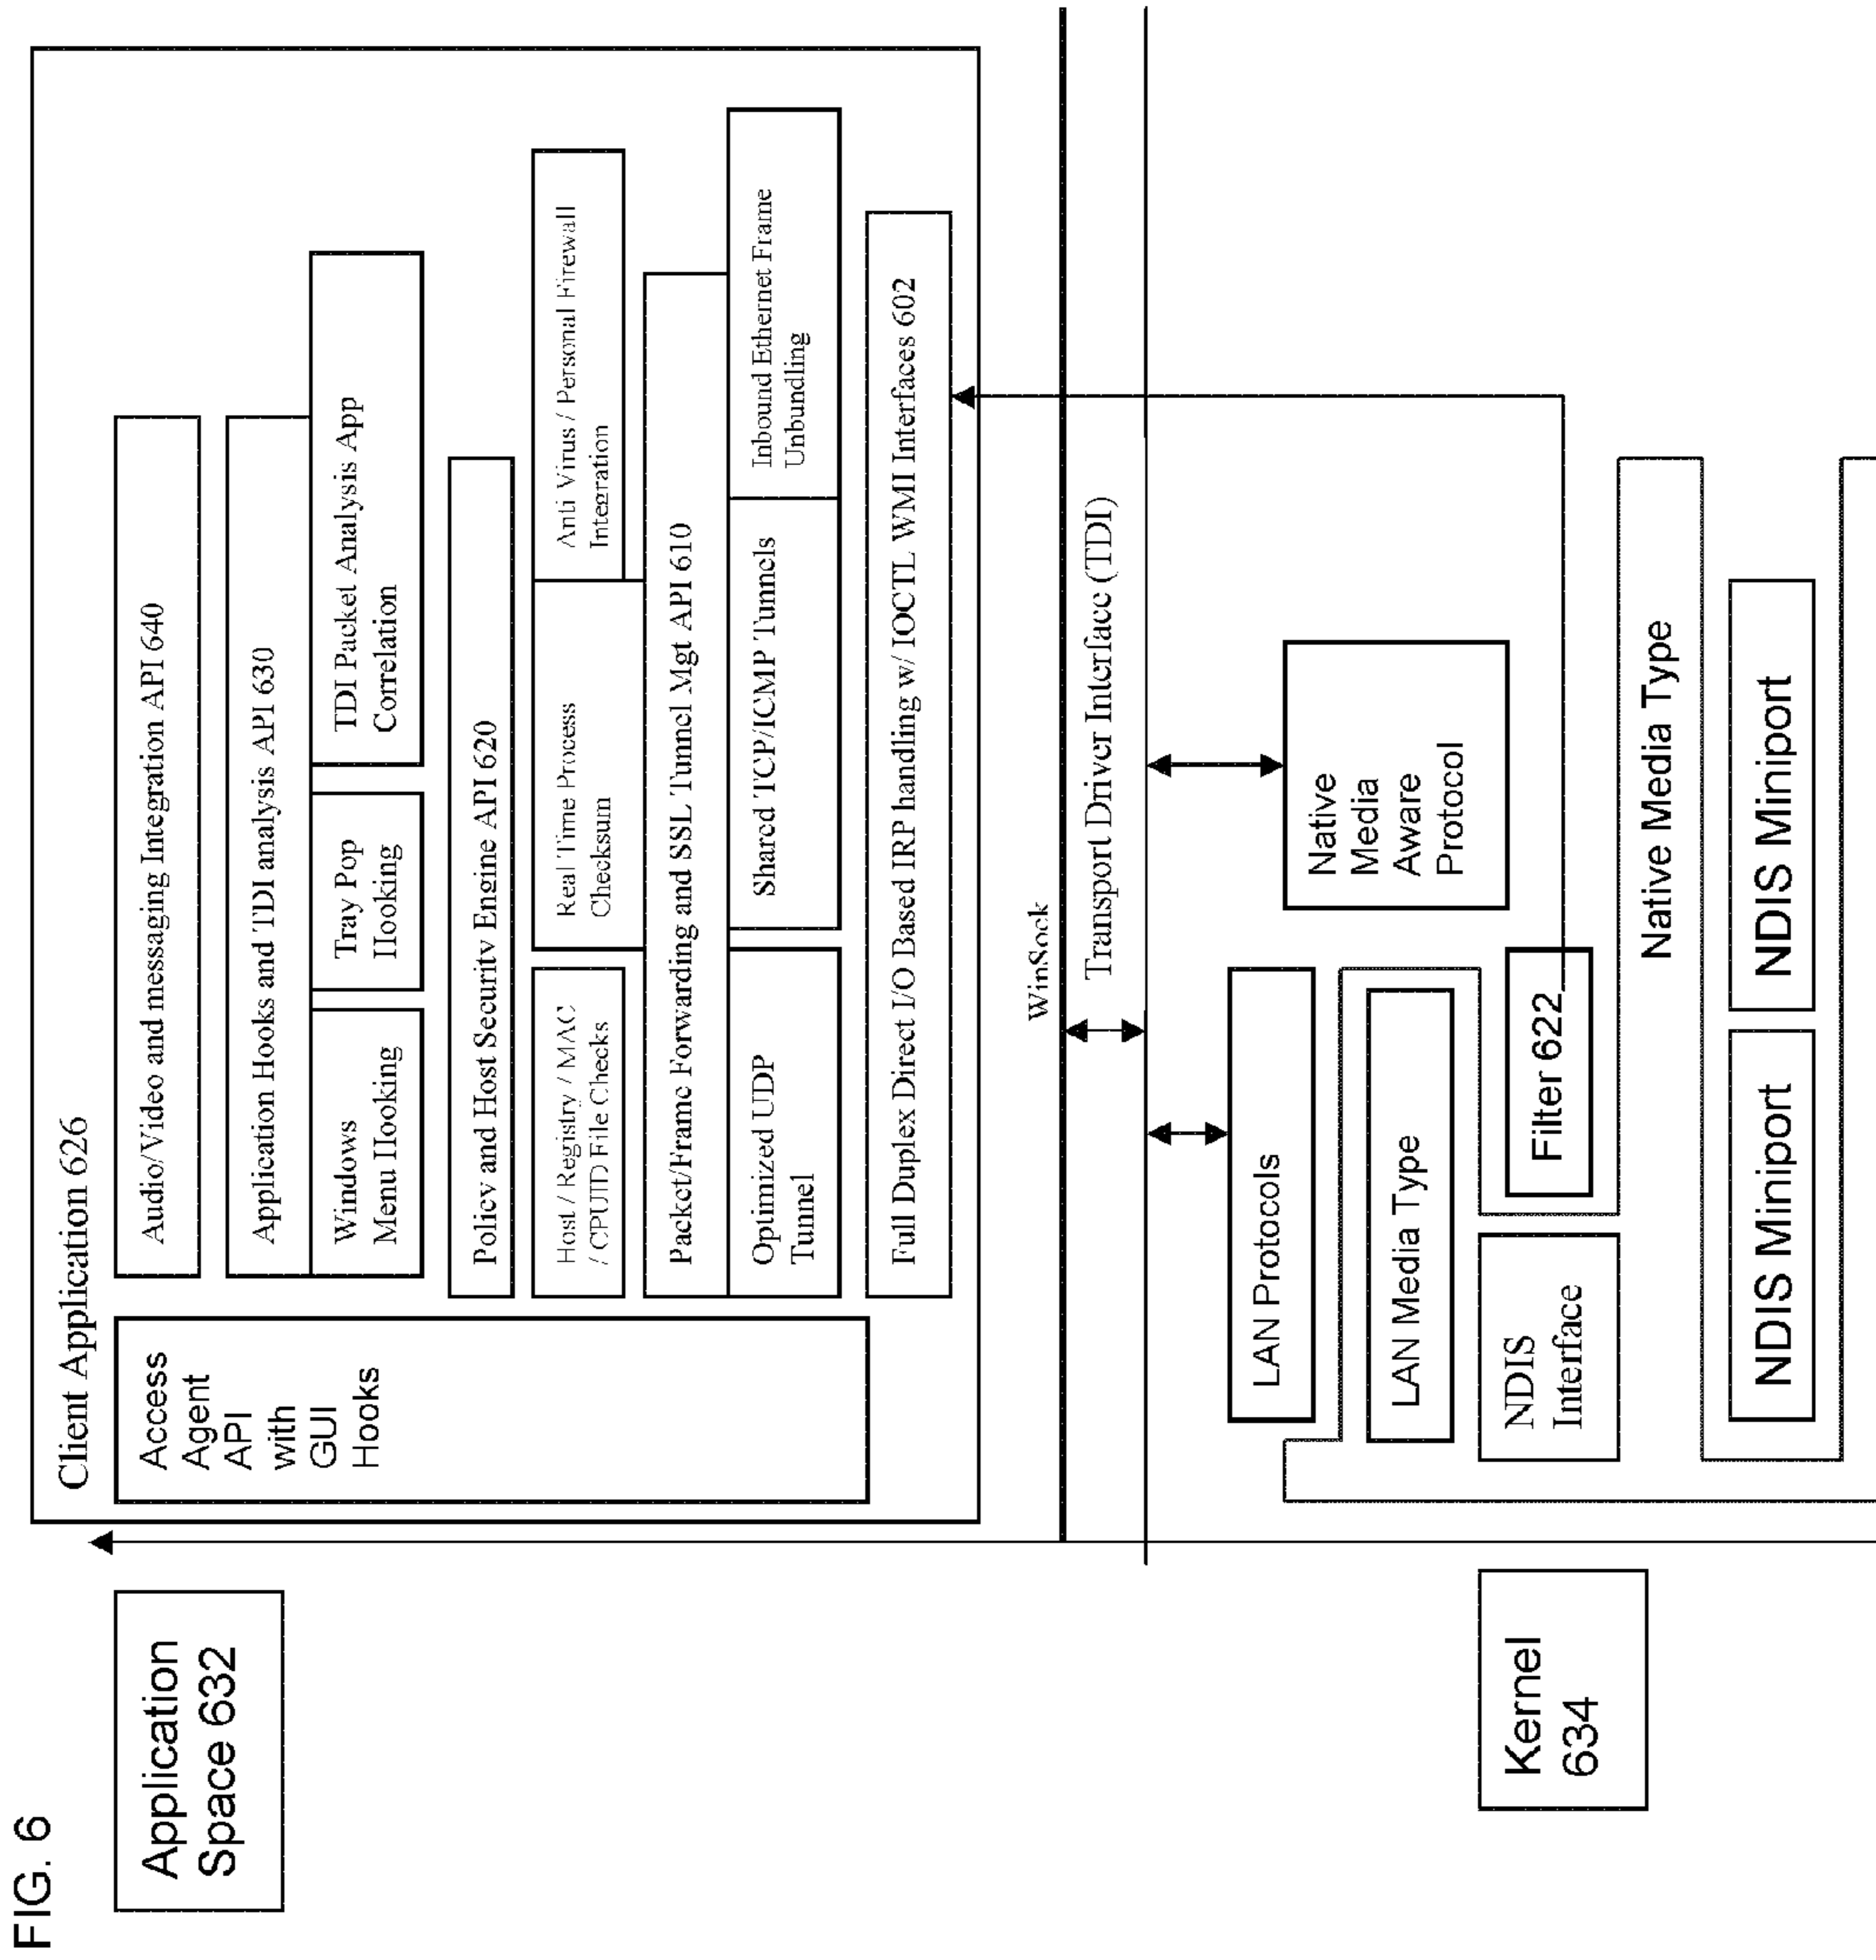 FIG. 6
Application
Space 632
Client Application 626
Access
Agent
API
with
GUI
Hooks
Audio/Video and messaging Integration API 640
Application Hooks and TDI analysis API 630
Windows
Menu Hooking
Tray Pop
Hooking
TDI Packet Analysis App
Correlation
Policy and Host Security Engine API 620
Host / Registry / MAC
/ CPUID File Checks
Real Time Process
Checksum
Anti Virus / Personal Firewall
Integration
Packet/Frame Forwarding and SSL Tunnel Mgt API 610
Optimized UDP
Tunnel
Shared TCP/ICMP Tunnels
Inbound Ethernet Frame
Unbundling
Full Duplex Direct I/O Based IRP handling w/ IOCTL WMI Interfaces 602
WinSock
Transport Driver Interface (TDI)
LAN Protocols
Native
Media
Aware
Protocol
LAN Media Type
Kernel
634
NDIS
Interface
Filter 622
Native Media Type
NDIS Miniport
NDIS Miniport